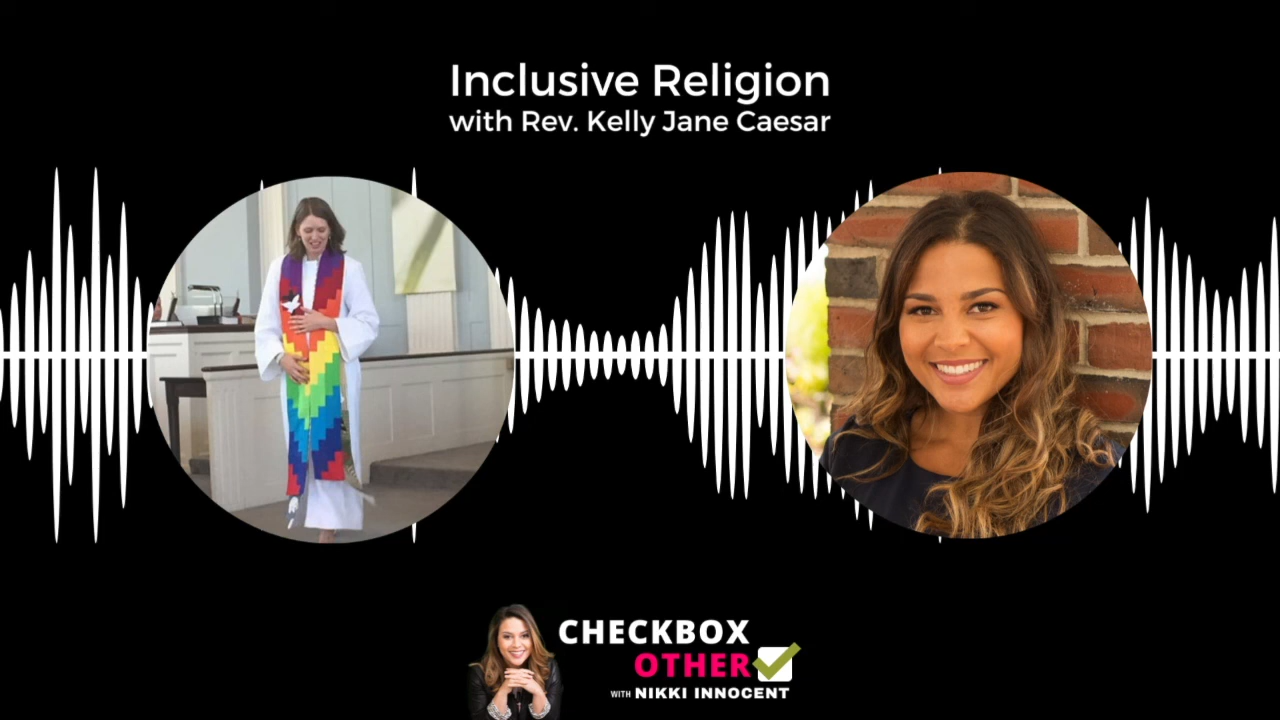 Inclusive Religion
with Rev. Kelly Jane Caesar
CHECKBOX
OTHER
WITH NIKKI INNOCENT